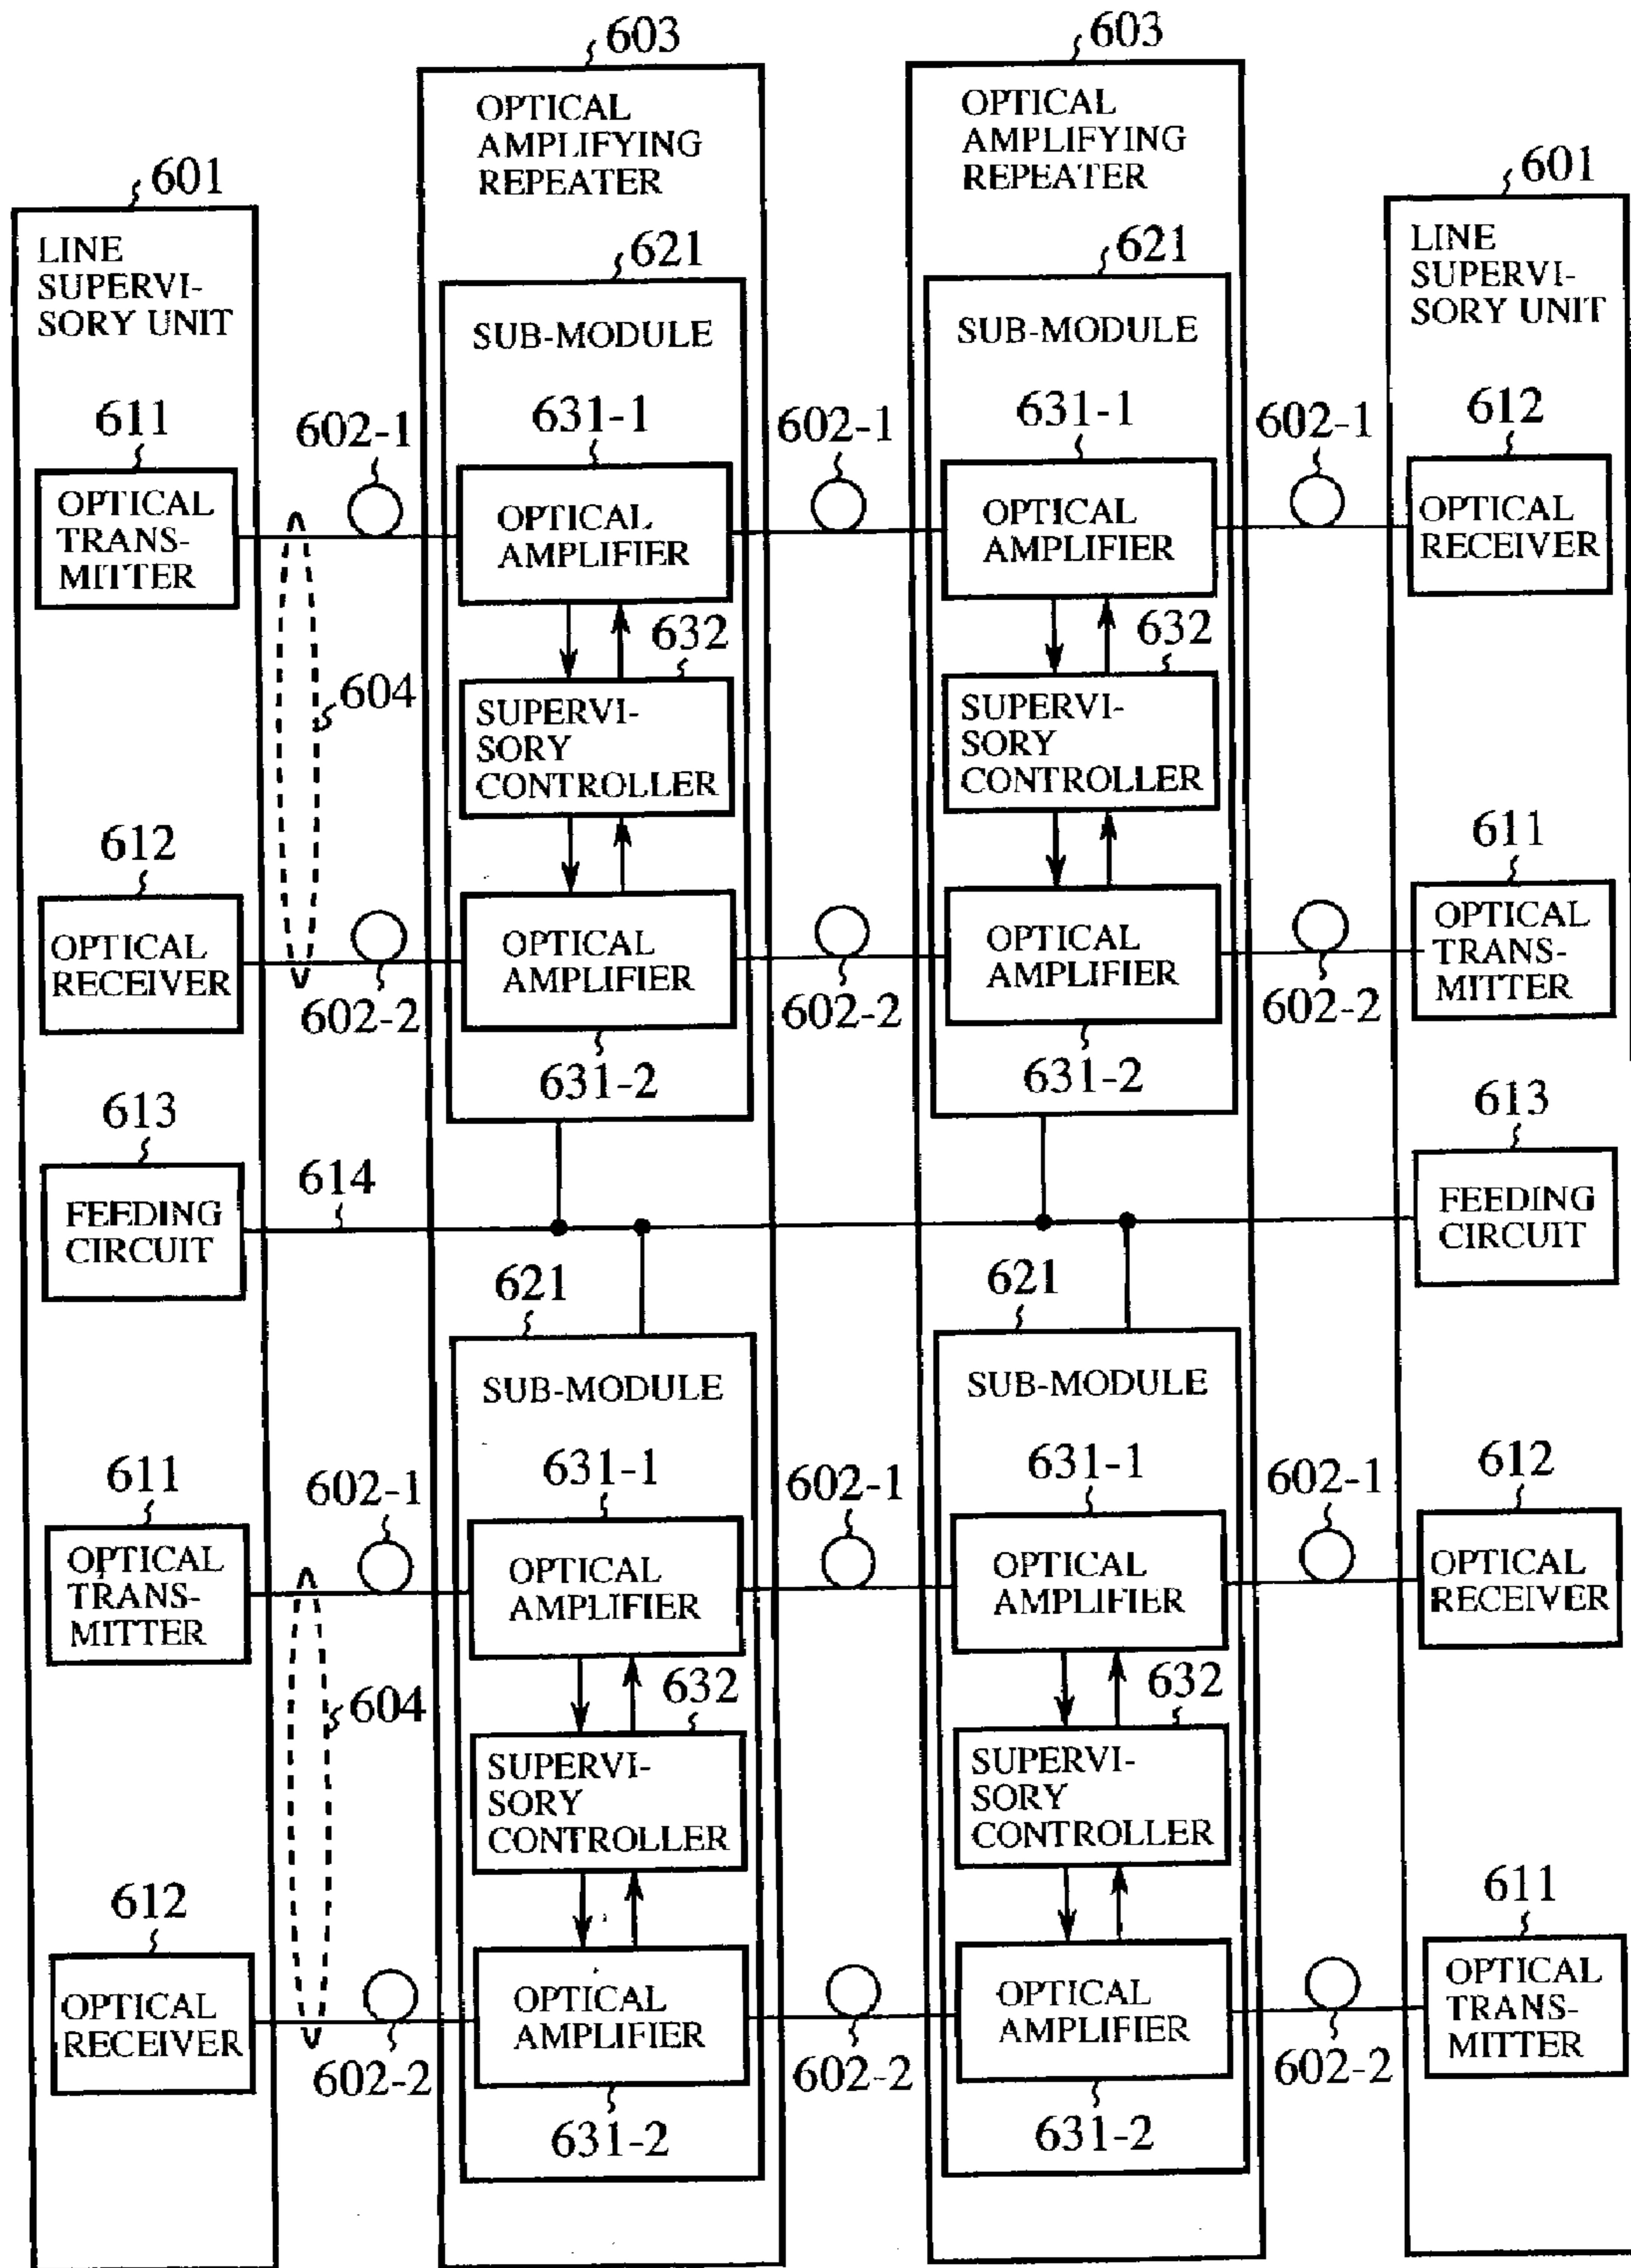 603
603
OPTICAL
AMPLIFYING
REPEATER
OPTICAL
AMPLIFYING
REPEATER
601
601
LINE
SUPERVI-
SORY UNIT
LINE
SUPERVI-
SORY UNIT
621
621
SUB-MODULE
SUB-MODULE
611
602-1
631-1
602-1
631-1
602-1
612
OPTICAL
TRANS-
MITTER
OPTICAL
AMPLIFIER
OPTICAL
AMPLIFIER
OPTICAL
RECEIVER
632
632
604
SUPERVI-
SORY
CONTROLLER
SUPERVI-
SORY
CONTROLLER
612
611
OPTICAL
RECEIVER
OPTICAL
AMPLIFIER
OPTICAL
AMPLIFIER
OPTICAL
TRANS-
MITTER
602-2
602-2
602-2
631-2
631-2
613
613
614
FEEDING
CIRCUIT
FEEDING
CIRCUIT
621
621
SUB-MODULE
SUB-MODULE
611
602-1
631-1
602-1
631-1
602-1
612
OPTICAL
TRANS-
MITTER
OPTICAL
AMPLIFIER
OPTICAL
AMPLIFIER
OPTICAL
RECEIVER
632
632
604
SUPERVI-
SORY
CONTROLLER
SUPERVI-
SORY
CONTROLLER
612
611
OPTICAL
RECEIVER
OPTICAL
AMPLIFIER
OPTICAL
AMPLIFIER
OPTICAL
TRANS-
MITTER
602-2
602-2
602-2
631-2
631-2